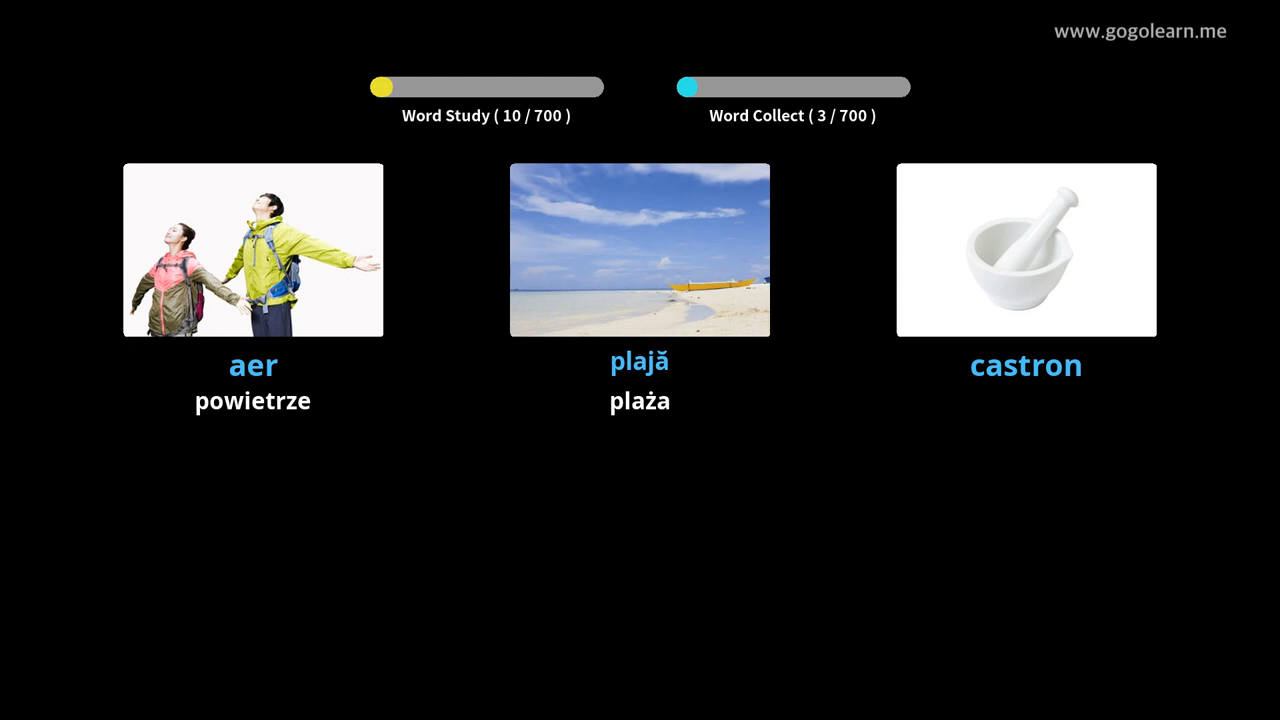 www.gogolearn.me
Word Study ( 10 / 700 )
Word Collect ( 3 / 700 )
aer
plajă
castron
powietrze
plaża